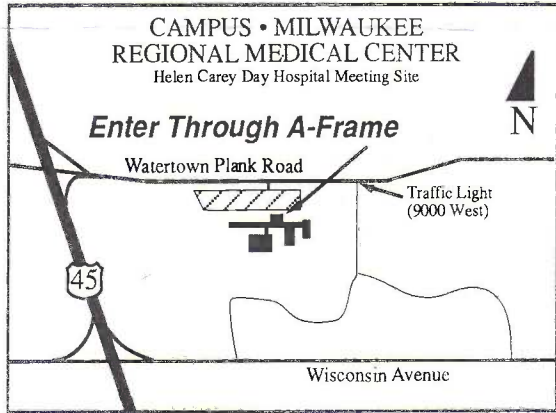 CAMPUS • MILWAUKEE
REGIONAL MEDICAL CENTER
Helen Carey Day Hospital Meeting Site
N
Enter Through A-Frame
Watertown Plank Road
Traffic Light
(9000 West)
45
Wisconsin Avenue